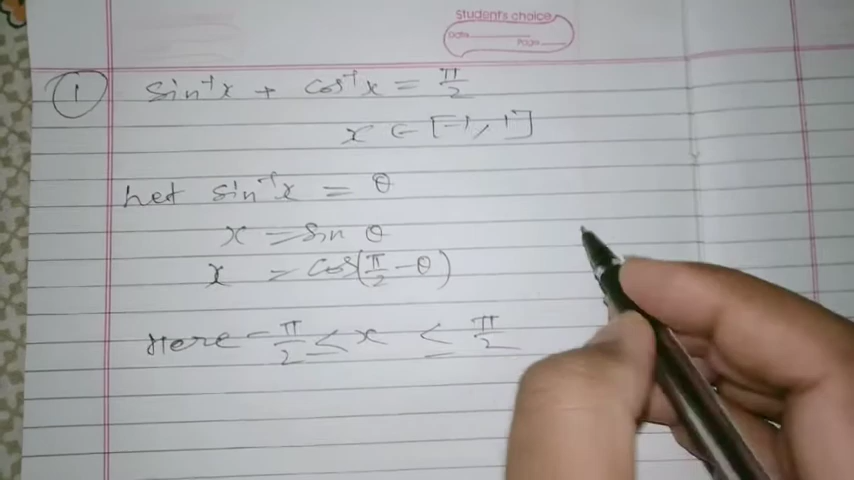 Student's choice
Date
Page
① sin⁻¹x + cos⁻¹x = π/2
x ∈ [-1, 1]
Let sin⁻¹x = θ
x = sin θ
x = cos(π/2 - θ)
Here -π/2 ≤ x ≤ π/2